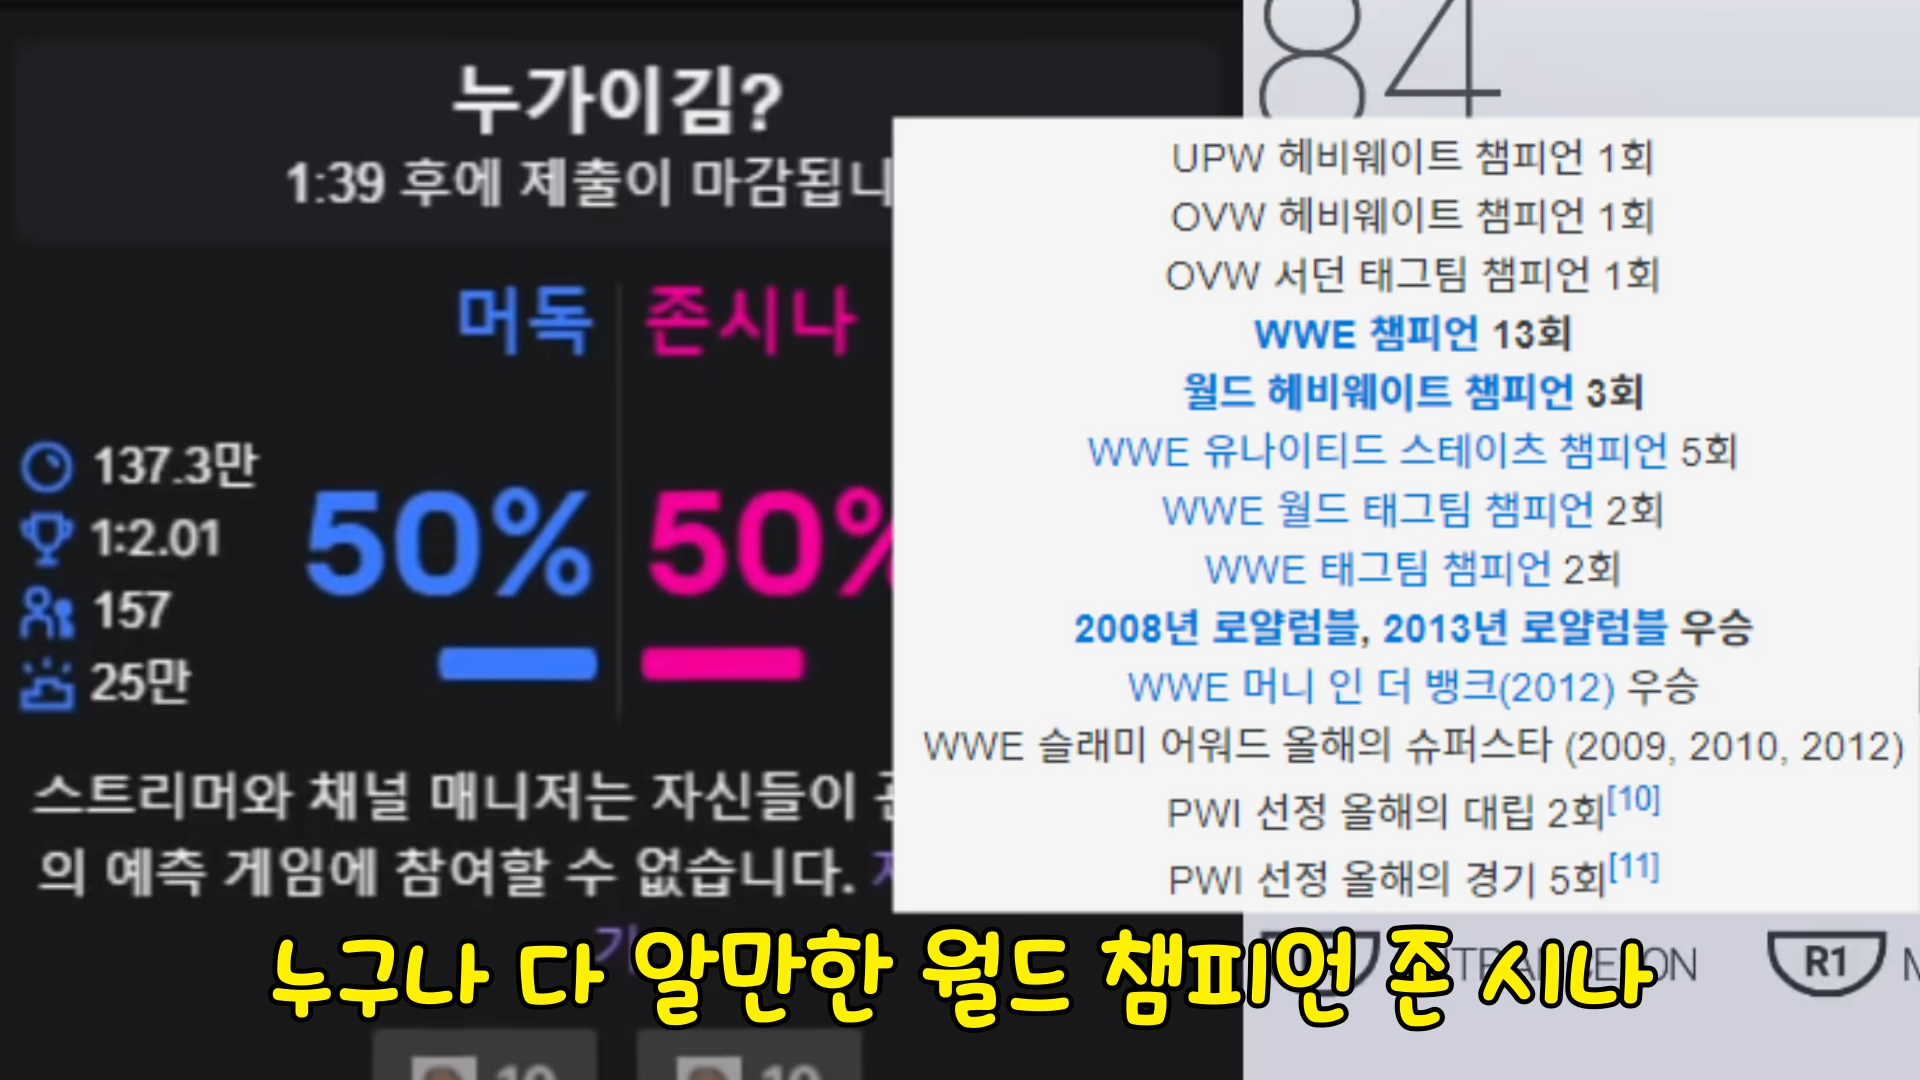 누가이김?
1:39 후에 제출이 마감됩니
머독
존시나
137.3만
1:2.01
157
25만
50%
50%
스트리머와 채널 매니저는 자신들이
의 예측 게임에 참여할 수 없습니다.
84
UPW 헤비웨이트 챔피언 1회
OVW 헤비웨이트 챔피언 1회
OVW 서던 태그팀 챔피언 1회
WWE 챔피언 13회
월드 헤비웨이트 챔피언 3회
WWE 유나이티드 스테이츠 챔피언 5회
WWE 월드 태그팀 챔피언 2회
WWE 태그팀 챔피언 2회
2008년 로얄럼블, 2013년 로얄럼블 우승
WWE 머니 인 더 뱅크(2012) 우승
WWE 슬래미 어워드 올해의 슈퍼스타 (2009, 2010, 2012)
PWI 선정 올해의 대립 2회[10]
PWI 선정 올해의 경기 5회[11]
R1
누구나 다 알만한 월드 챔피언 존 시나
10
10